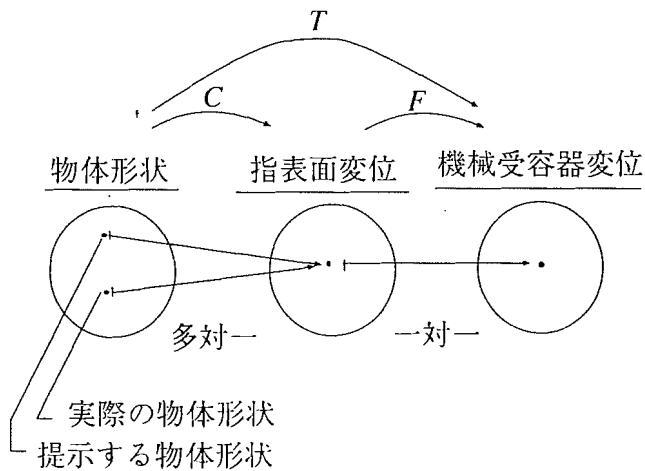 T
C
F
物体形状
指表面変位
機械受容器変位
多対一
一対一
実際の物体形状
提示する物体形状